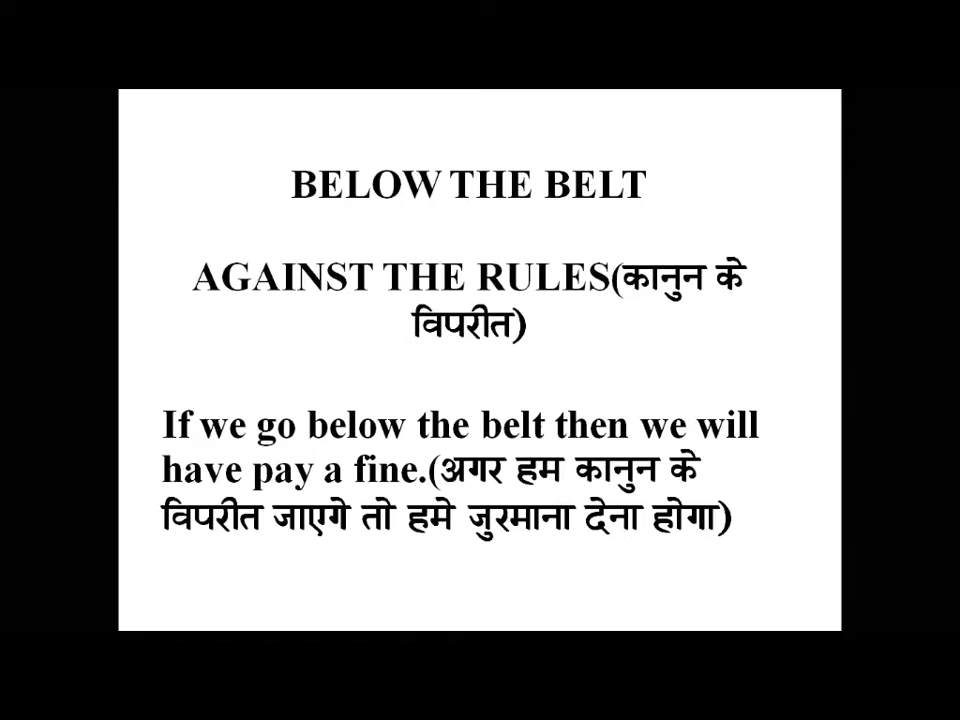 BELOW THE BELT
AGAINST THE RULES(कानुन के
विपरीत)
If we go below the belt then we will
have pay a fine.(अगर हम कानुन के
विपरीत जाएगे तो हमे जुरमाना देना होगा)